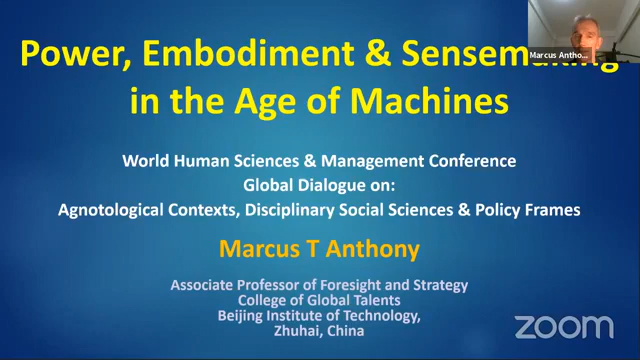 Power, Embodiment & Sensemaking
in the Age of Machines
Marcus Antho...
World Human Sciences & Management Conference
Global Dialogue on:
Agnotological Contexts, Disciplinary Social Sciences & Policy Frames
Marcus T Anthony
Associate Professor of Foresight and Strategy
College of Global Talents
Beijing Institute of Technology,
Zhuhai, China
zoom